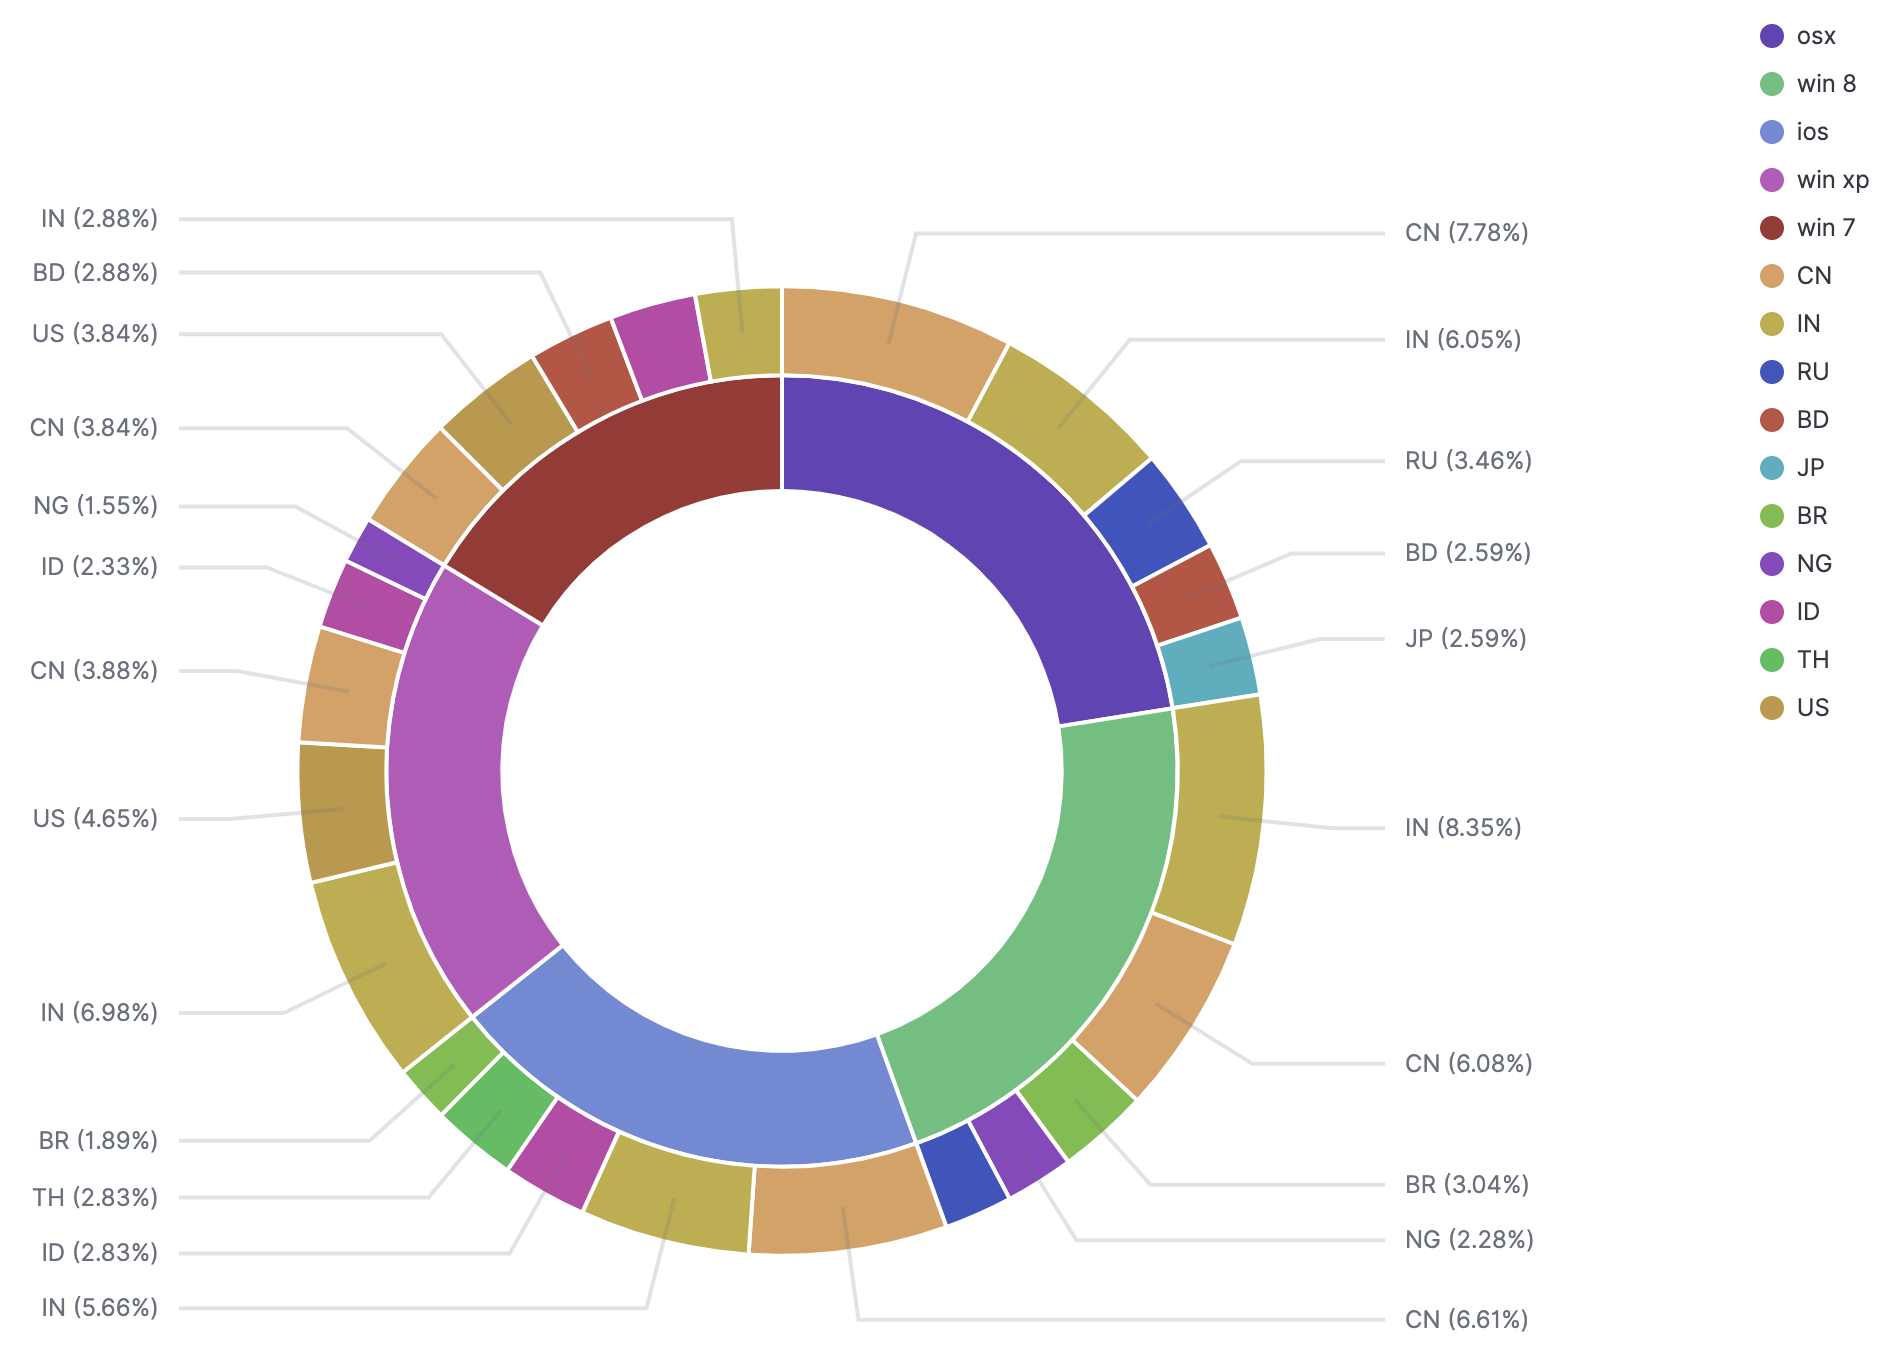 IN (2.88%)
BD (2.88%)
US (3.84%)
CN (3.84%)
NG (1.55%)
ID (2.33%)
CN (3.88%)
US (4.65%)
IN (6.98%)
BR (1.89%)
TH (2.83%)
ID (2.83%)
IN (5.66%)
CN (7.78%)
IN (6.05%)
RU (3.46%)
BD (2.59%)
JP (2.59%)
IN (8.35%)
CN (6.08%)
BR (3.04%)
NG (2.28%)
CN (6.61%)
osx
win 8
ios
win xp
win 7
CN
IN
RU
BD
JP
BR
NG
ID
TH
US